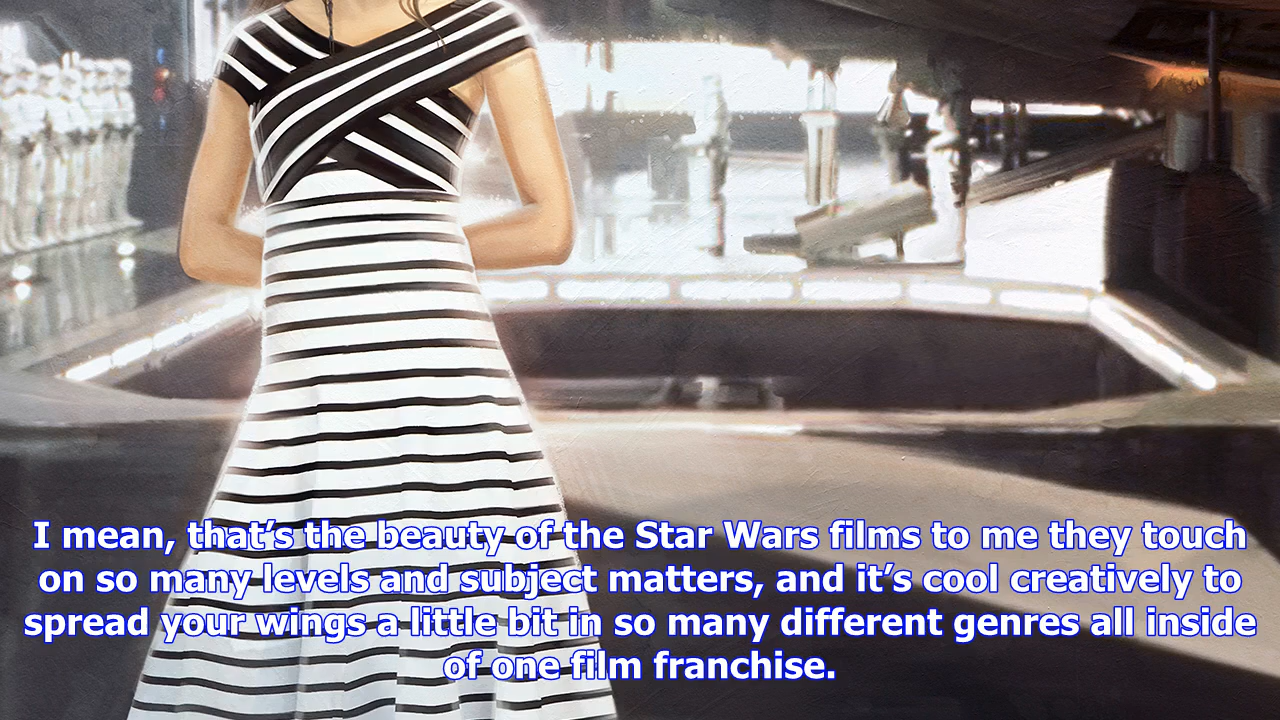 I mean, that’s the beauty of the Star Wars films to me they touch
on so many levels and subject matters, and it’s cool creatively to
spread your wings a little bit in so many different genres all inside
of one film franchise.